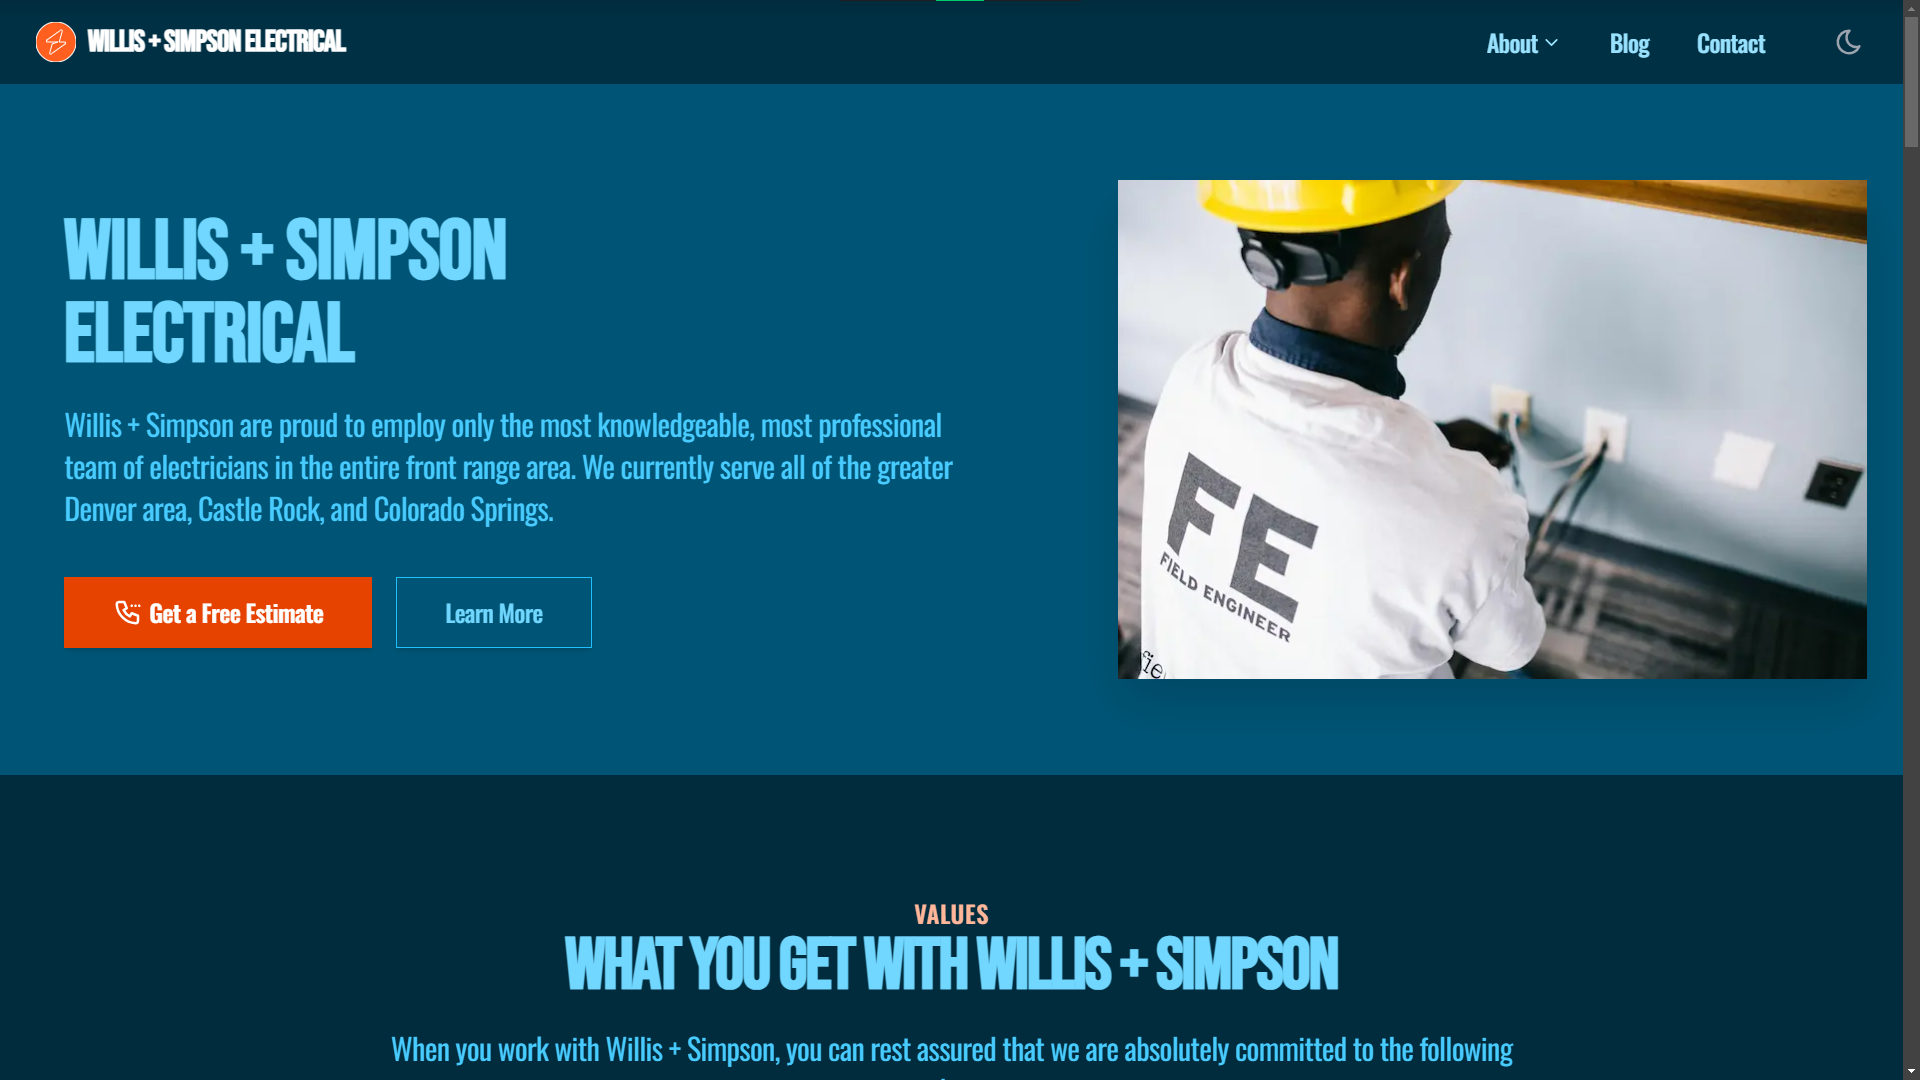 WILLIS + SIMPSON ELECTRICAL
About
Blog
Contact
WILLIS + SIMPSON
ELECTRICAL
Willis + Simpson are proud to employ only the most knowledgeable, most professional
team of electricians in the entire front range area. We currently serve all of the greater
Denver area, Castle Rock, and Colorado Springs.
Get a Free Estimate
Learn More
FE
FIELD ENGINEER
VALUES
WHAT YOU GET WITH WILLIS + SIMPSON
When you work with Willis + Simpson, you can rest assured that we are absolutely committed to the following